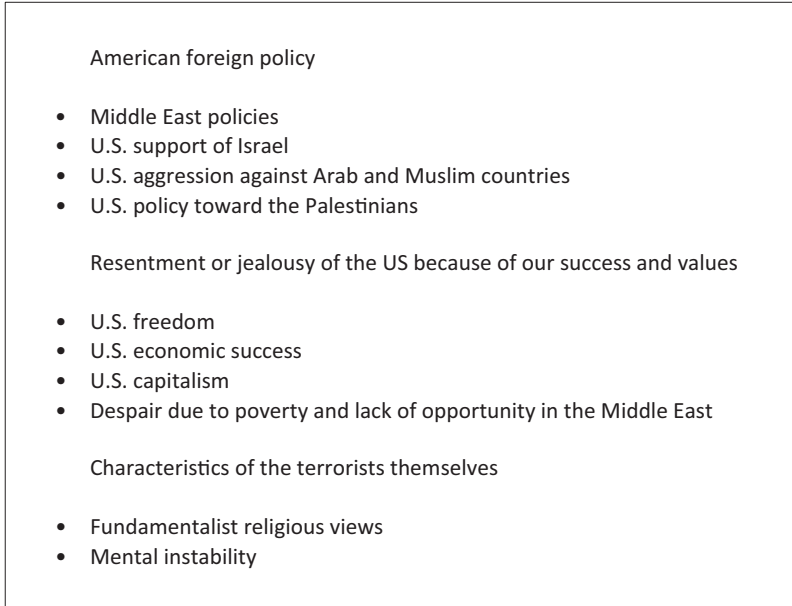 American foreign policy
• Middle East policies
• U.S. support of Israel
• U.S. aggression against Arab and Muslim countries
• U.S. policy toward the Palestinians
Resentment or jealousy of the US because of our success and values
• U.S. freedom
• U.S. economic success
• U.S. capitalism
• Despair due to poverty and lack of opportunity in the Middle East
Characteristics of the terrorists themselves
• Fundamentalist religious views
• Mental instability